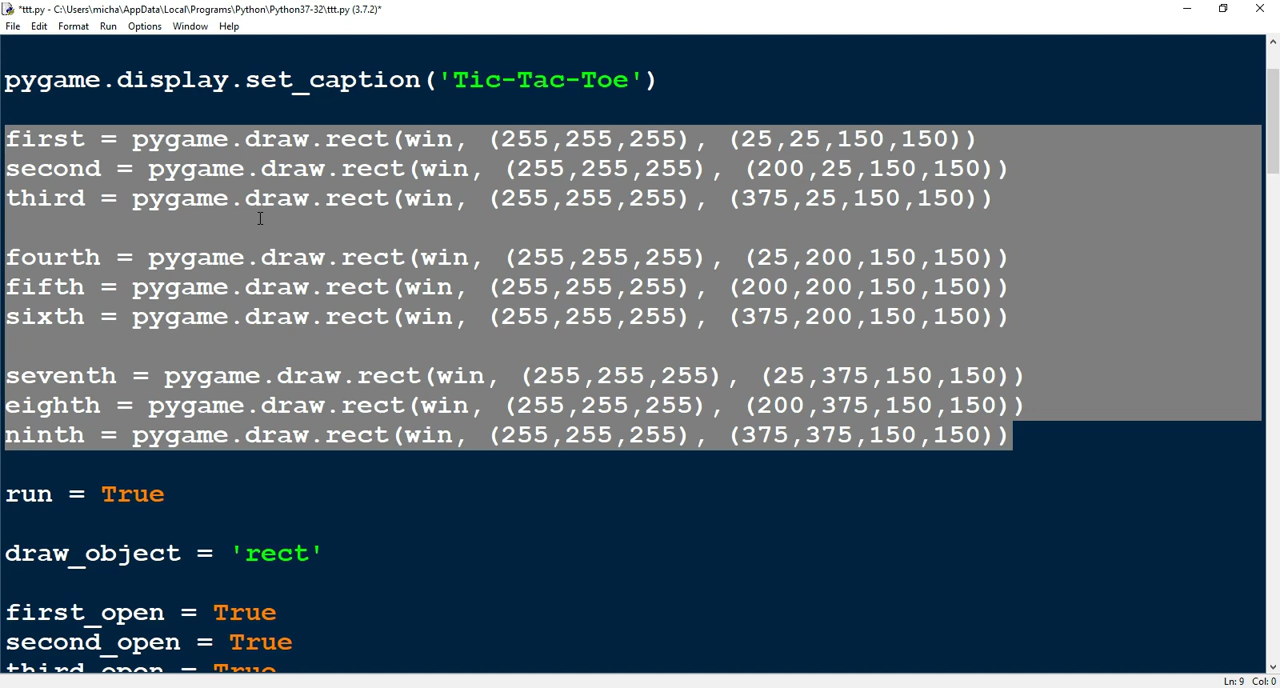 *ttt.py - C:\Users\micha\AppData\Local\Programs\Python\Python37-32\ttt.py (3.7.2)*
File Edit Format Run Options Window Help
pygame.display.set_caption('Tic-Tac-Toe')
first = pygame.draw.rect(win, (255,255,255), (25,25,150,150))
second = pygame.draw.rect(win, (255,255,255), (200,25,150,150))
third = pygame.draw.rect(win, (255,255,255), (375,25,150,150))
fourth = pygame.draw.rect(win, (255,255,255), (25,200,150,150))
fifth = pygame.draw.rect(win, (255,255,255), (200,200,150,150))
sixth = pygame.draw.rect(win, (255,255,255), (375,200,150,150))
seventh = pygame.draw.rect(win, (255,255,255), (25,375,150,150))
eighth = pygame.draw.rect(win, (255,255,255), (200,375,150,150))
ninth = pygame.draw.rect(win, (255,255,255), (375,375,150,150))
run = True
draw_object = 'rect'
first_open = True
second_open = True
third_open = True
Ln: 9 Col: 0